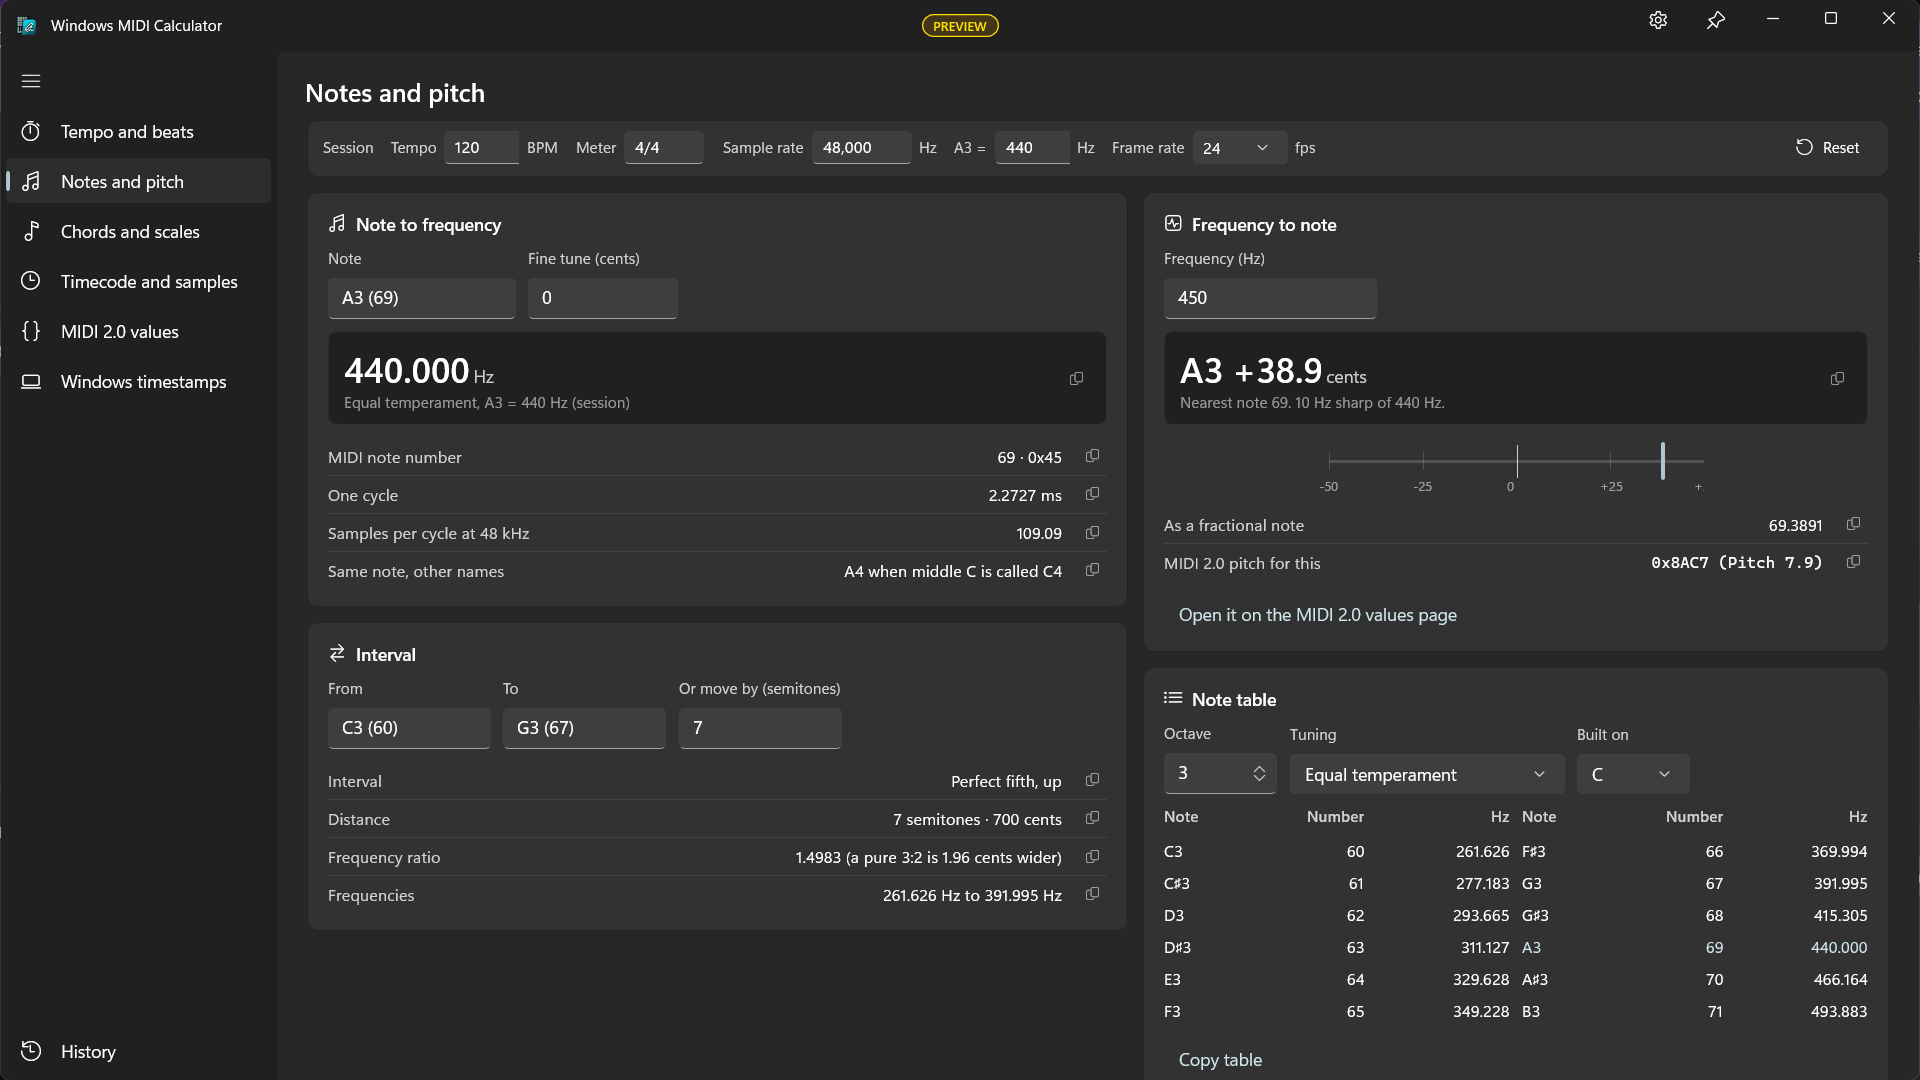 Windows MIDI Calculator
PREVIEW
Tempo and beats
Notes and pitch
Chords and scales
Timecode and samples
MIDI 2.0 values
Windows timestamps
History
Notes and pitch
Session Tempo 120 BPM Meter 4/4 Sample rate 48,000 Hz A3 = 440 Hz Frame rate 24 fps Reset
Note to frequency
Note Fine tune (cents)
A3 (69) 0
440.000 Hz
Equal temperament, A3 = 440 Hz (session)
MIDI note number 69 · 0x45
One cycle 2.2727 ms
Samples per cycle at 48 kHz 109.09
Same note, other names A4 when middle C is called C4
Interval
From To Or move by (semitones)
C3 (60) G3 (67) 7
Interval Perfect fifth, up
Distance 7 semitones · 700 cents
Frequency ratio 1.4983 (a pure 3:2 is 1.96 cents wider)
Frequencies 261.626 Hz to 391.995 Hz
Frequency to note
Frequency (Hz)
450
A3 +38.9 cents
Nearest note 69. 10 Hz sharp of 440 Hz.
-50 -25 0 +25 +.
As a fractional note 69.3891
MIDI 2.0 pitch for this 0x8AC7 (Pitch 7.9)
Open it on the MIDI 2.0 values page
Note table
Octave Tuning Built on
3 Equal temperament C
Note Number Hz Note Number Hz
C3 60 261.626 F♯3 66 369.994
C♯3 61 277.183 G3 67 391.995
D3 62 293.665 G♯3 68 415.305
D♯3 63 311.127 A3 69 440.000
E3 64 329.628 A♯3 70 466.164
F3 65 349.228 B3 71 493.883
Copy table